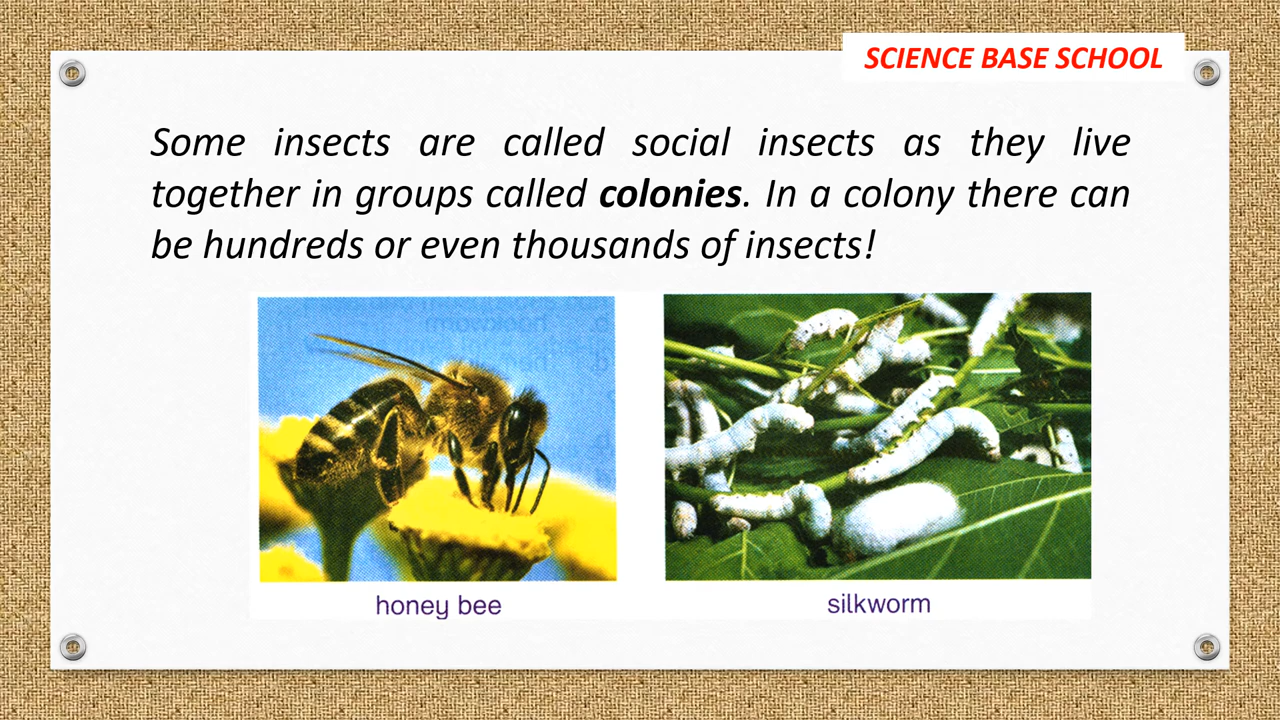 SCIENCE BASE SCHOOL
Some insects are called social insects as they live
together in groups called colonies. In a colony there can
be hundreds or even thousands of insects!
honey bee
silkworm